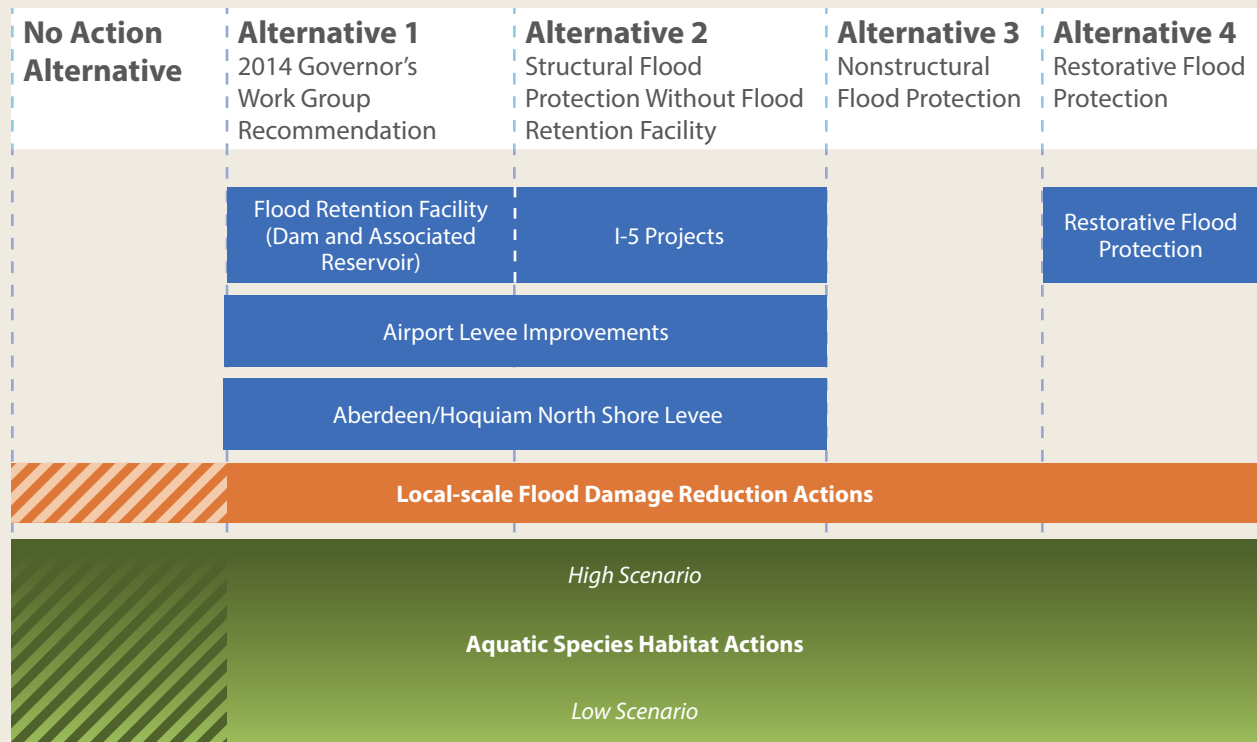 No Action
Alternative
Alternative 1
2014 Governor's
Work Group
Recommendation
Alternative 2
Structural Flood
Protection Without Flood
Retention Facility
Alternative 3
Nonstructural
Flood Protection
Alternative 4
Restorative Flood
Protection
Flood Retention Facility
(Dam and Associated
Reservoir)
I-5 Projects
Restorative Flood
Protection
Airport Levee Improvements
Aberdeen/Hoquiam North Shore Levee
Local-scale Flood Damage Reduction Actions
High Scenario
Aquatic Species Habitat Actions
Low Scenario